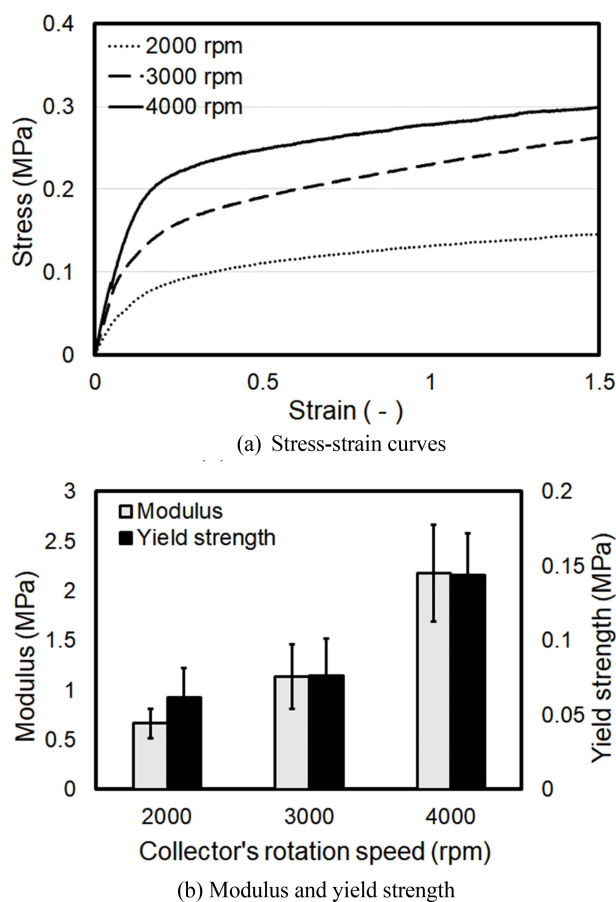 0.4
2000 rpm
3000 rpm
4000 rpm
0.3
0.2
0.1
0
Stress (MPa)
0 0.5 1 1.5
Strain ( - )
(a) Stress-strain curves
3
2.5
2
1.5
1
0.5
0
Modulus (MPa)
Modulus
Yield strength
0.2
0.15
0.1
0.05
0
Yield strength (MPa)
2000 3000 4000
Collector's rotation speed (rpm)
(b) Modulus and yield strength